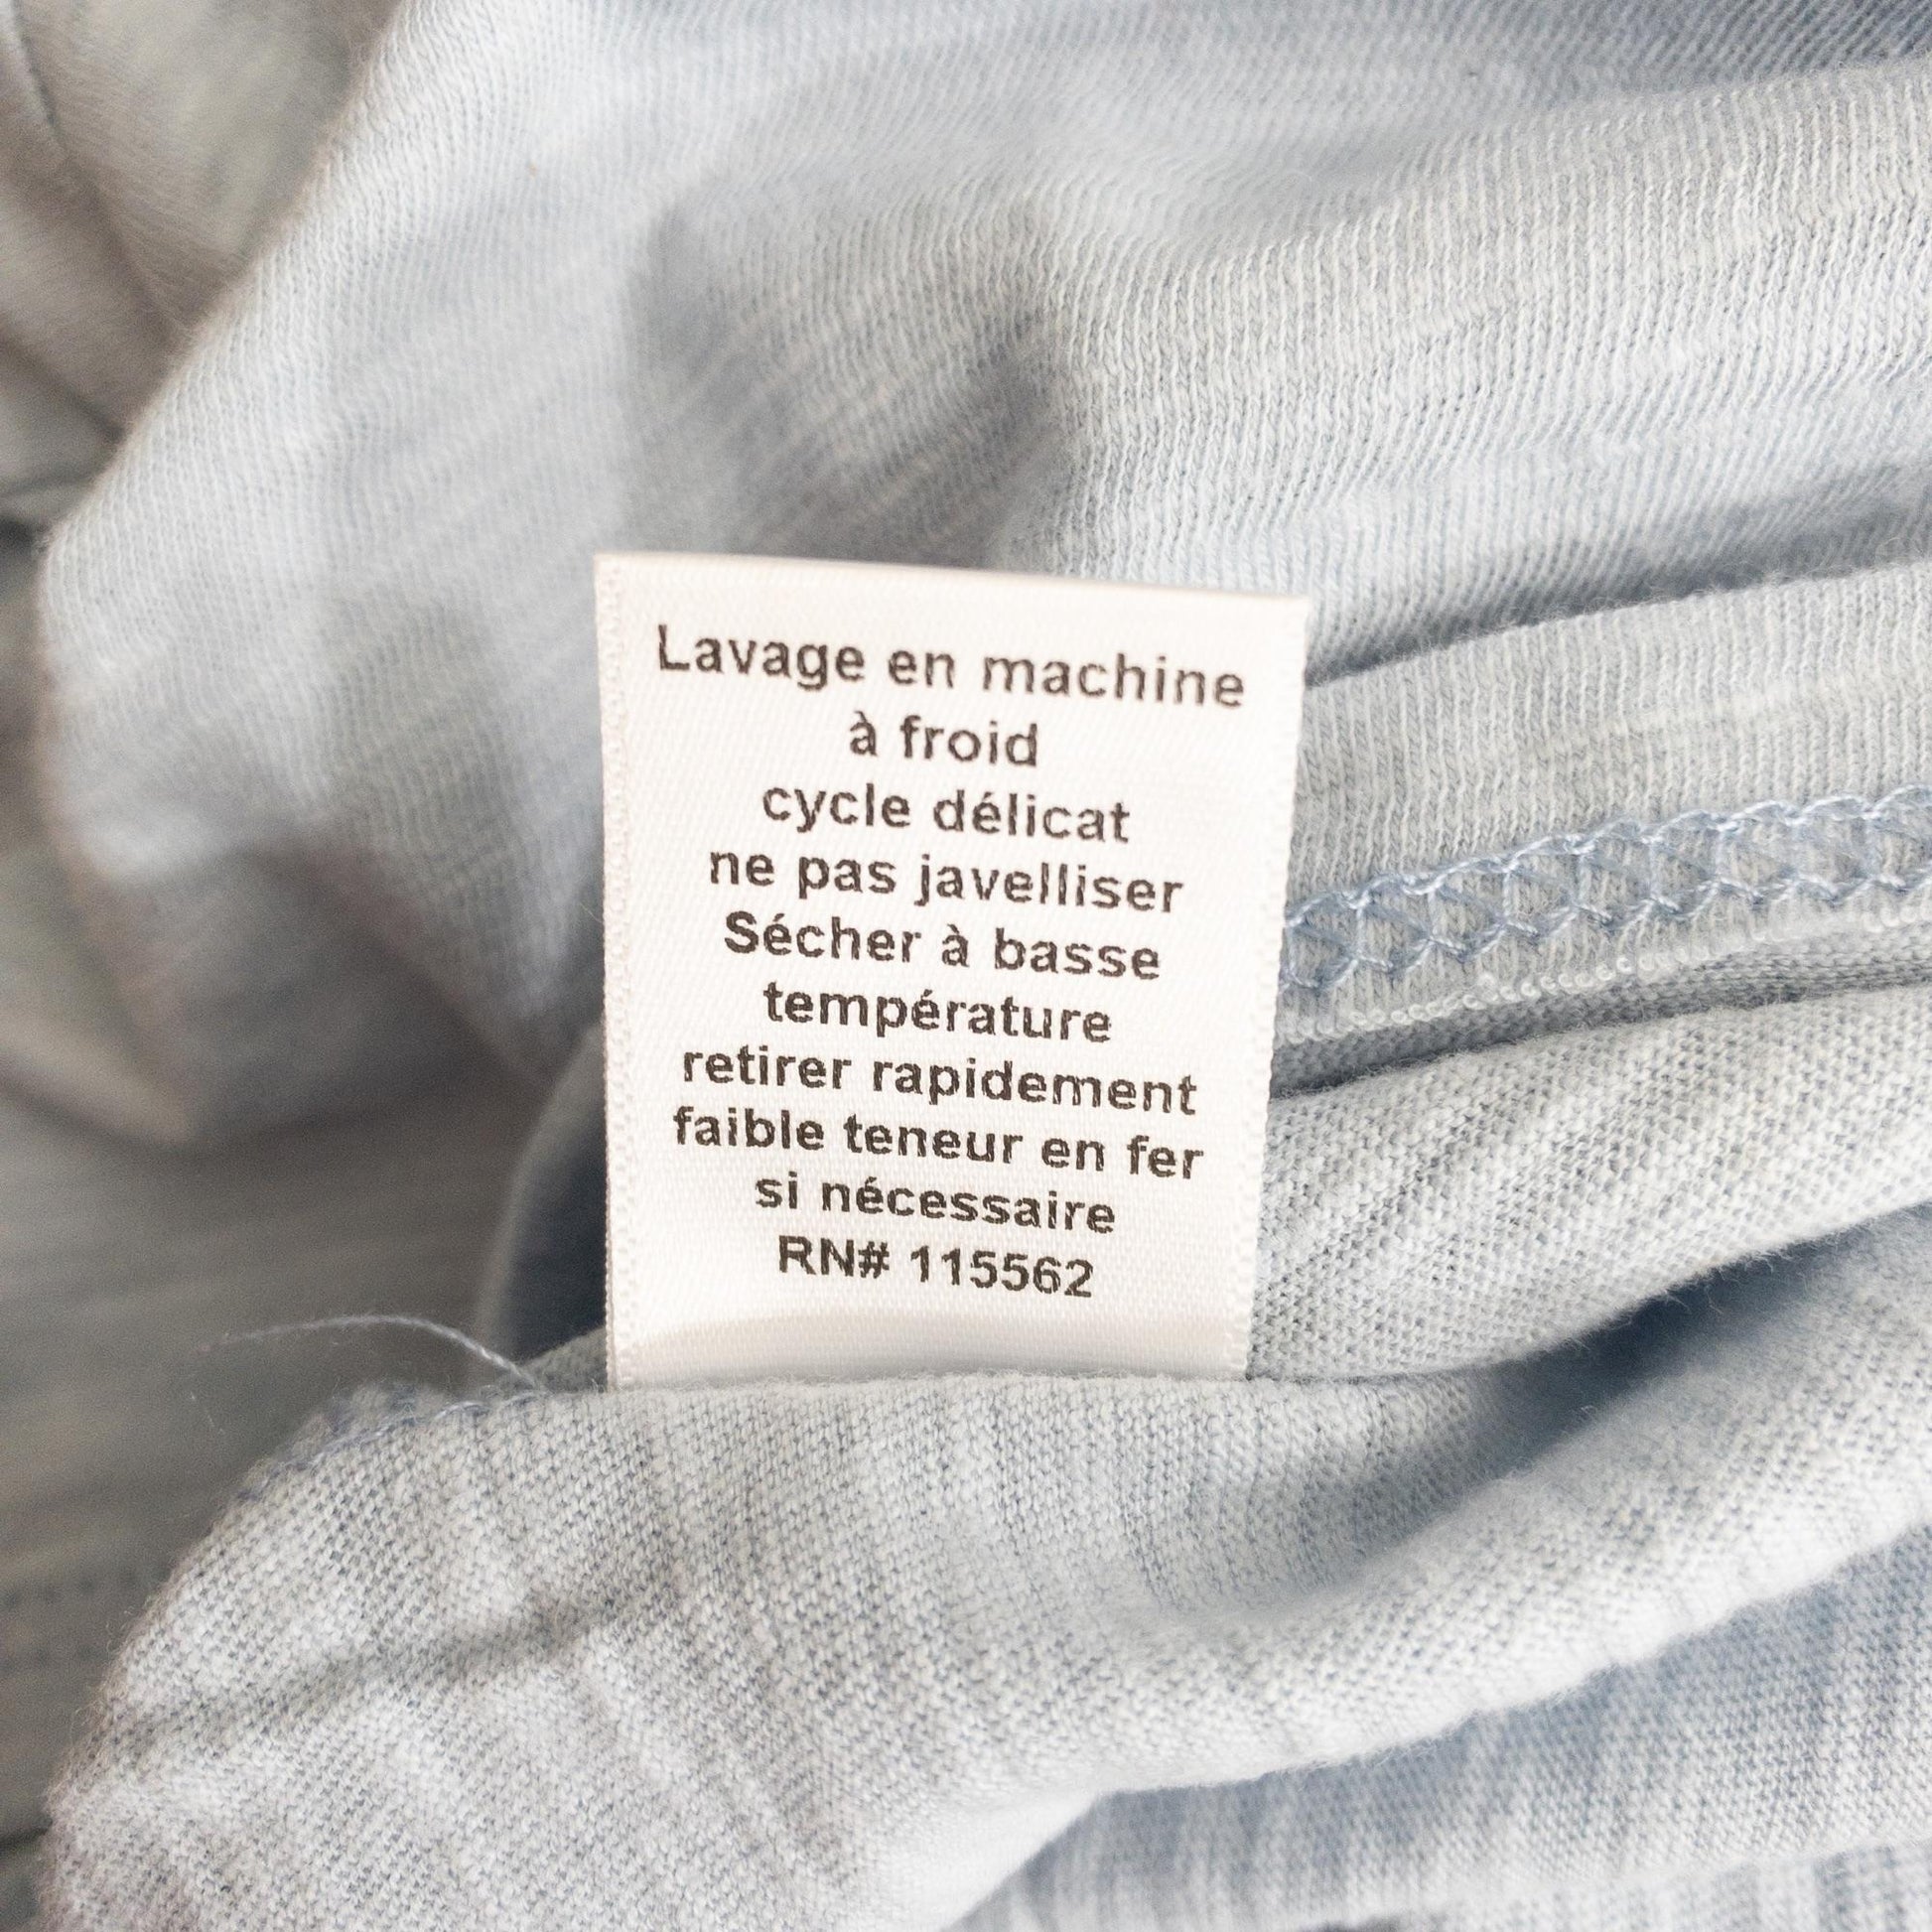 Lavage en machine
à froid
cycle délicat
ne pas javelliser
Sécher à basse
température
retirer rapidement
faible teneur en fer
si nécessaire
RN# 115562